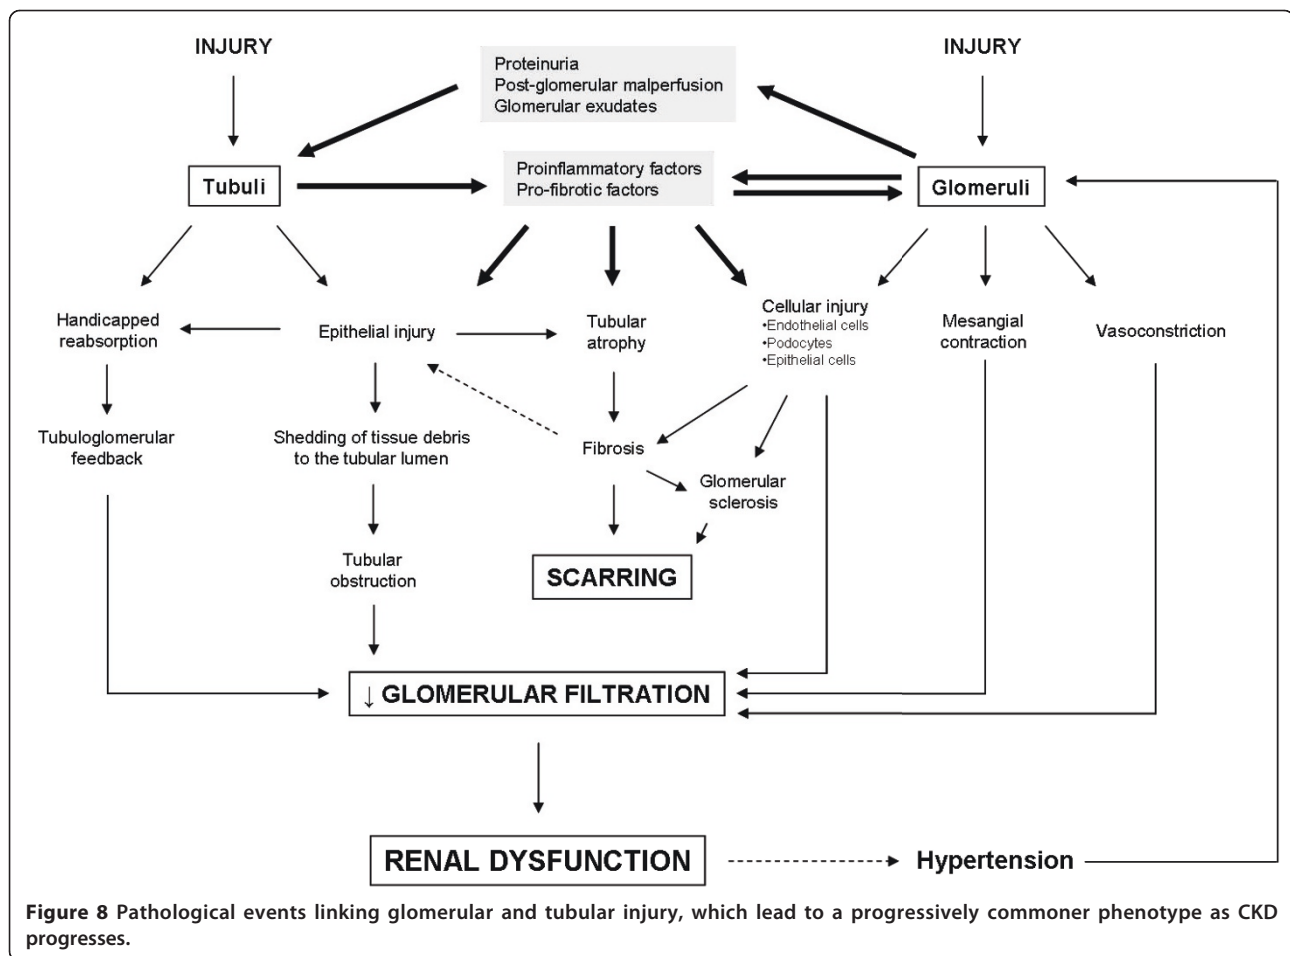 INJURY
INJURY
Proteinuria
Post-glomerular malperfusion
Glomerular exudates
Tubuli
Proinflammatory factors
Pro-fibrotic factors
Glomeruli
Handicapped
reabsorption
Epithelial injury
Tubular
atrophy
Cellular injury
•Endothelial cells
•Podocytes
•Epithelial cells
Mesangial
contraction
Vasoconstriction
Tubuloglomerular
feedback
Shedding of tissue debris
to the tubular lumen
Fibrosis
Glomerular
sclerosis
Tubular
obstruction
SCARRING
↓ GLOMERULAR FILTRATION
RENAL DYSFUNCTION
Hypertension
Figure 8 Pathological events linking glomerular and tubular injury, which lead to a progressively commoner phenotype as CKD
progresses.